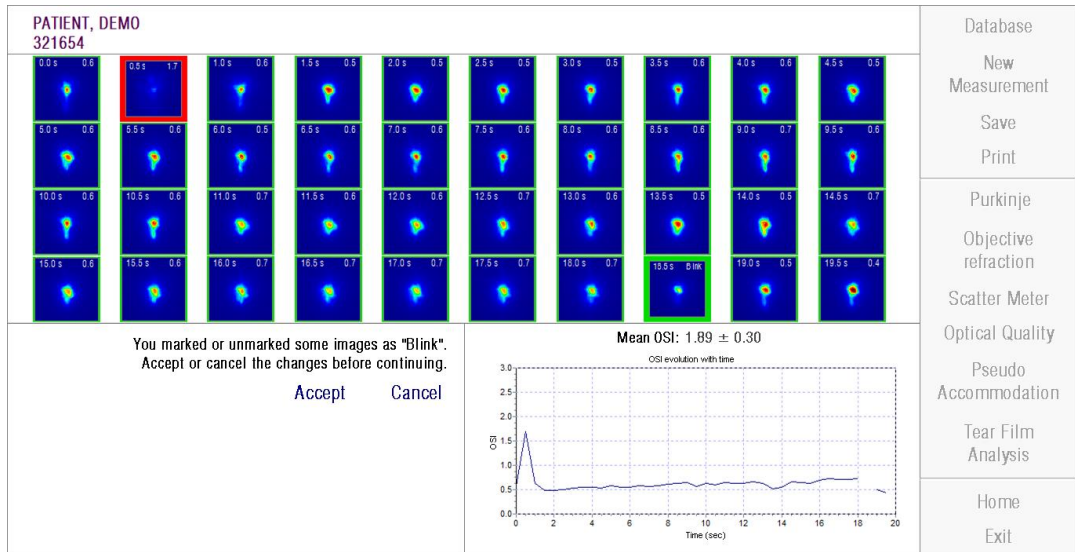 PATIENT, DEMO
321654
0.0 s 0.6
0.5 s 1.7
1.0 s 0.6
1.5 s 0.5
2.0 s 0.5
2.5 s 0.5
3.0 s 0.5
3.5 s 0.6
4.0 s 0.6
4.5 s 0.5
5.0 s 0.6
5.5 s 0.6
6.0 s 0.5
6.5 s 0.6
7.0 s 0.6
7.5 s 0.6
8.0 s 0.6
8.5 s 0.6
9.0 s 0.7
9.5 s 0.6
10.0 s 0.6
10.5 s 0.6
11.0 s 0.7
11.5 s 0.6
12.0 s 0.6
12.5 s 0.7
13.0 s 0.6
13.5 s 0.5
14.0 s 0.5
14.5 s 0.7
15.0 s 0.6
15.5 s 0.6
16.0 s 0.7
16.5 s 0.7
17.0 s 0.7
17.5 s 0.7
18.0 s 0.7
18.5 s Blink
19.0 s 0.5
19.5 s 0.4
You marked or unmarked some images as "Blink".
Accept or cancel the changes before continuing.
Accept Cancel
Mean OSI: 1.89 ± 0.30
OSI evolution with time
3.0
2.5
2.0
1.5
1.0
0.5
0.0
OSI
0 2 4 6 8 10 12 14 16 18 20
Time (sec)
Database
New
Measurement
Save
Print
Purkinje
Objective
refraction
Scatter Meter
Optical Quality
Pseudo
Accommodation
Tear Film
Analysis
Home
Exit